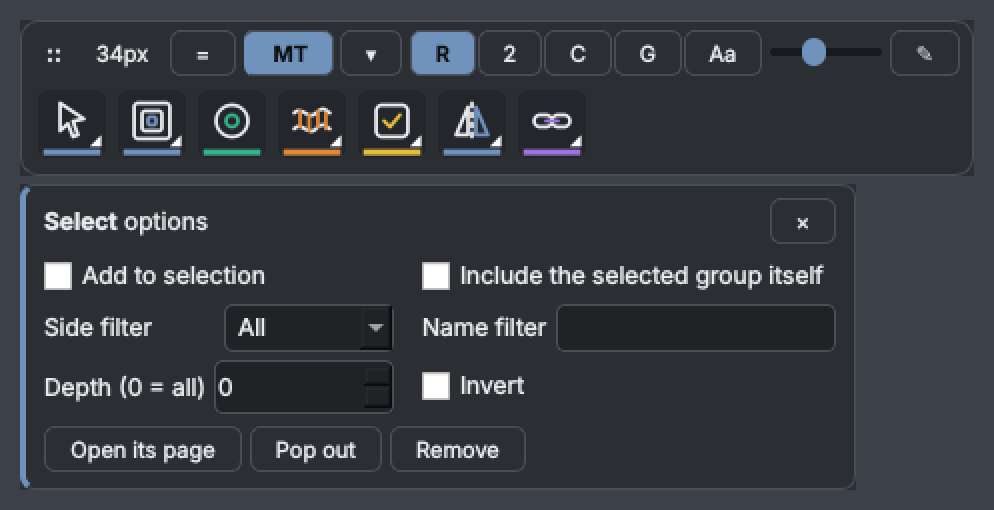 34px = MT ▾ R 2 C G Aa ✎
Select options ×
Add to selection Include the selected group itself
Side filter All Name filter
Depth (0 = all) 0 Invert
Open its page Pop out Remove